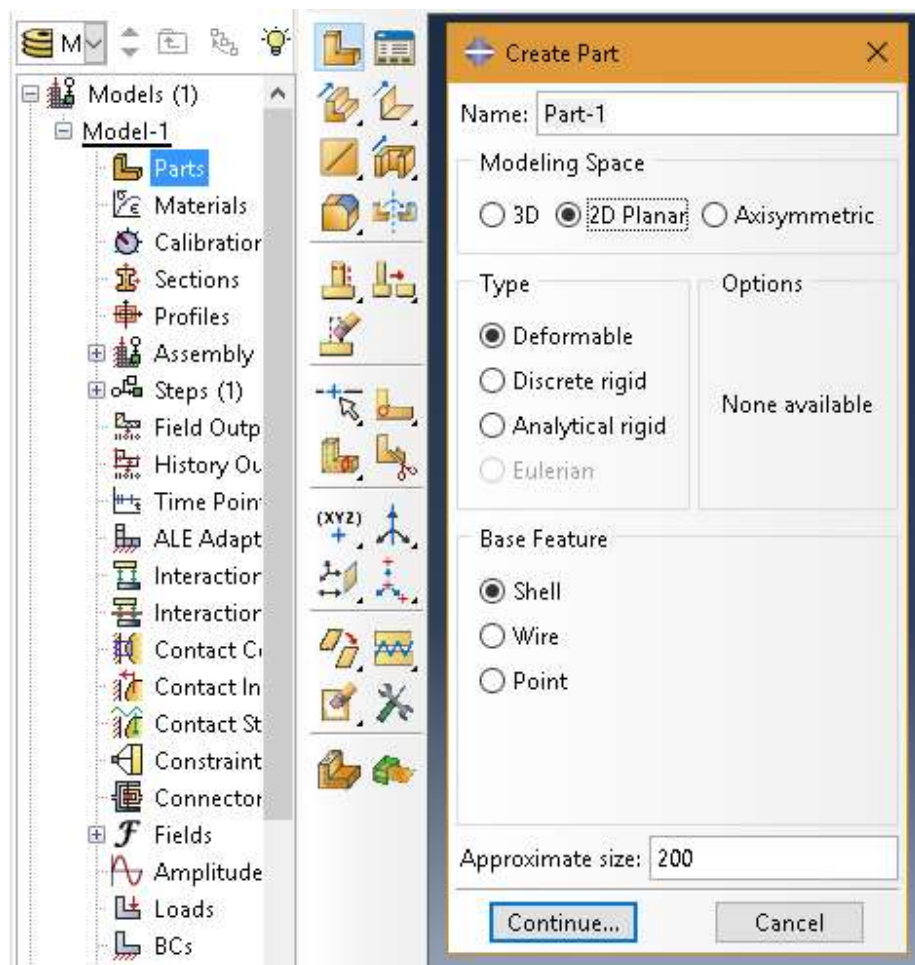 M
Models (1)
Model-1
Parts
Materials
Calibration
Sections
Profiles
Assembly
Steps (1)
Field Outp
History Ou
Time Poin
ALE Adapt
Interaction
Interaction
Contact C
Contact In
Contact St
Constraint
Connector
Fields
Amplitude
Loads
BCs
(XYZ)
Create Part
Name: Part-1
Modeling Space
3D 2D Planar Axisymmetric
Type
Deformable
Discrete rigid
Analytical rigid
Eulerian
Options
None available
Base Feature
Shell
Wire
Point
Approximate size: 200
Continue... Cancel